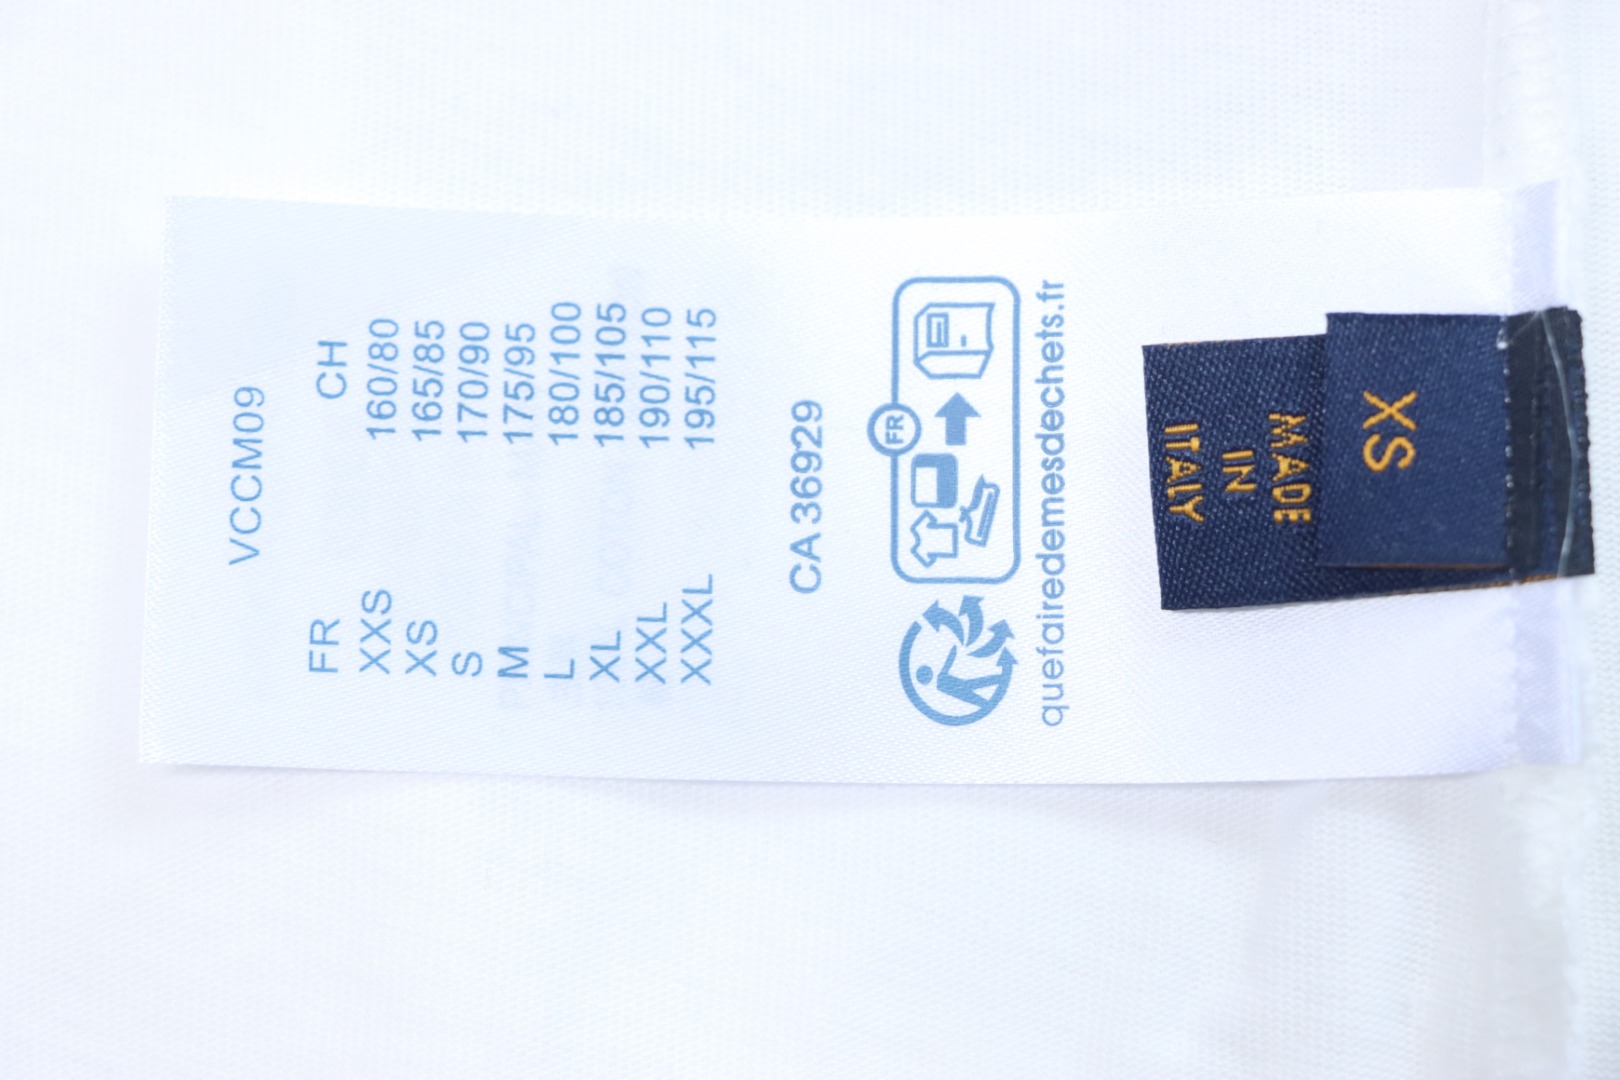 VCCM09
FR CH
XXS 160/80
XS 165/85
S 170/90
M 175/95
L 180/100
XL 185/105
XXL 190/110
XXXL 195/115
CA 36929
FR
quefairedemesdechets.fr
XS
MADE
IN
ITALY